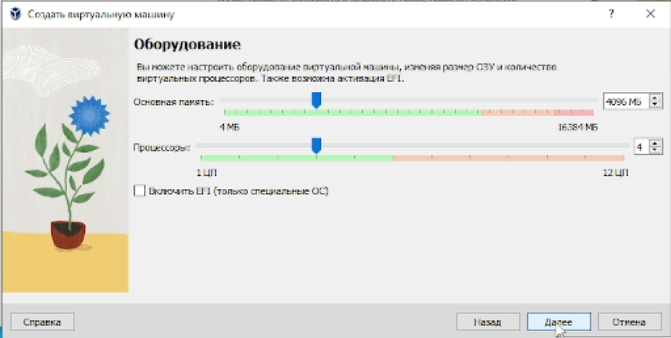 Создать виртуальную машину
?
Оборудование
Вы можете настроить оборудование виртуальной машины, изменяя размер ОЗУ и количество
виртуальных процессоров. Также возможна активация EFI.
Основная память:
4096 МБ
4 МБ
16384 МБ
Процессоры:
4
1 ЦП
12 ЦП
Включить EFI (только специальные ОС)
Справка
Назад
Далее
Отмена